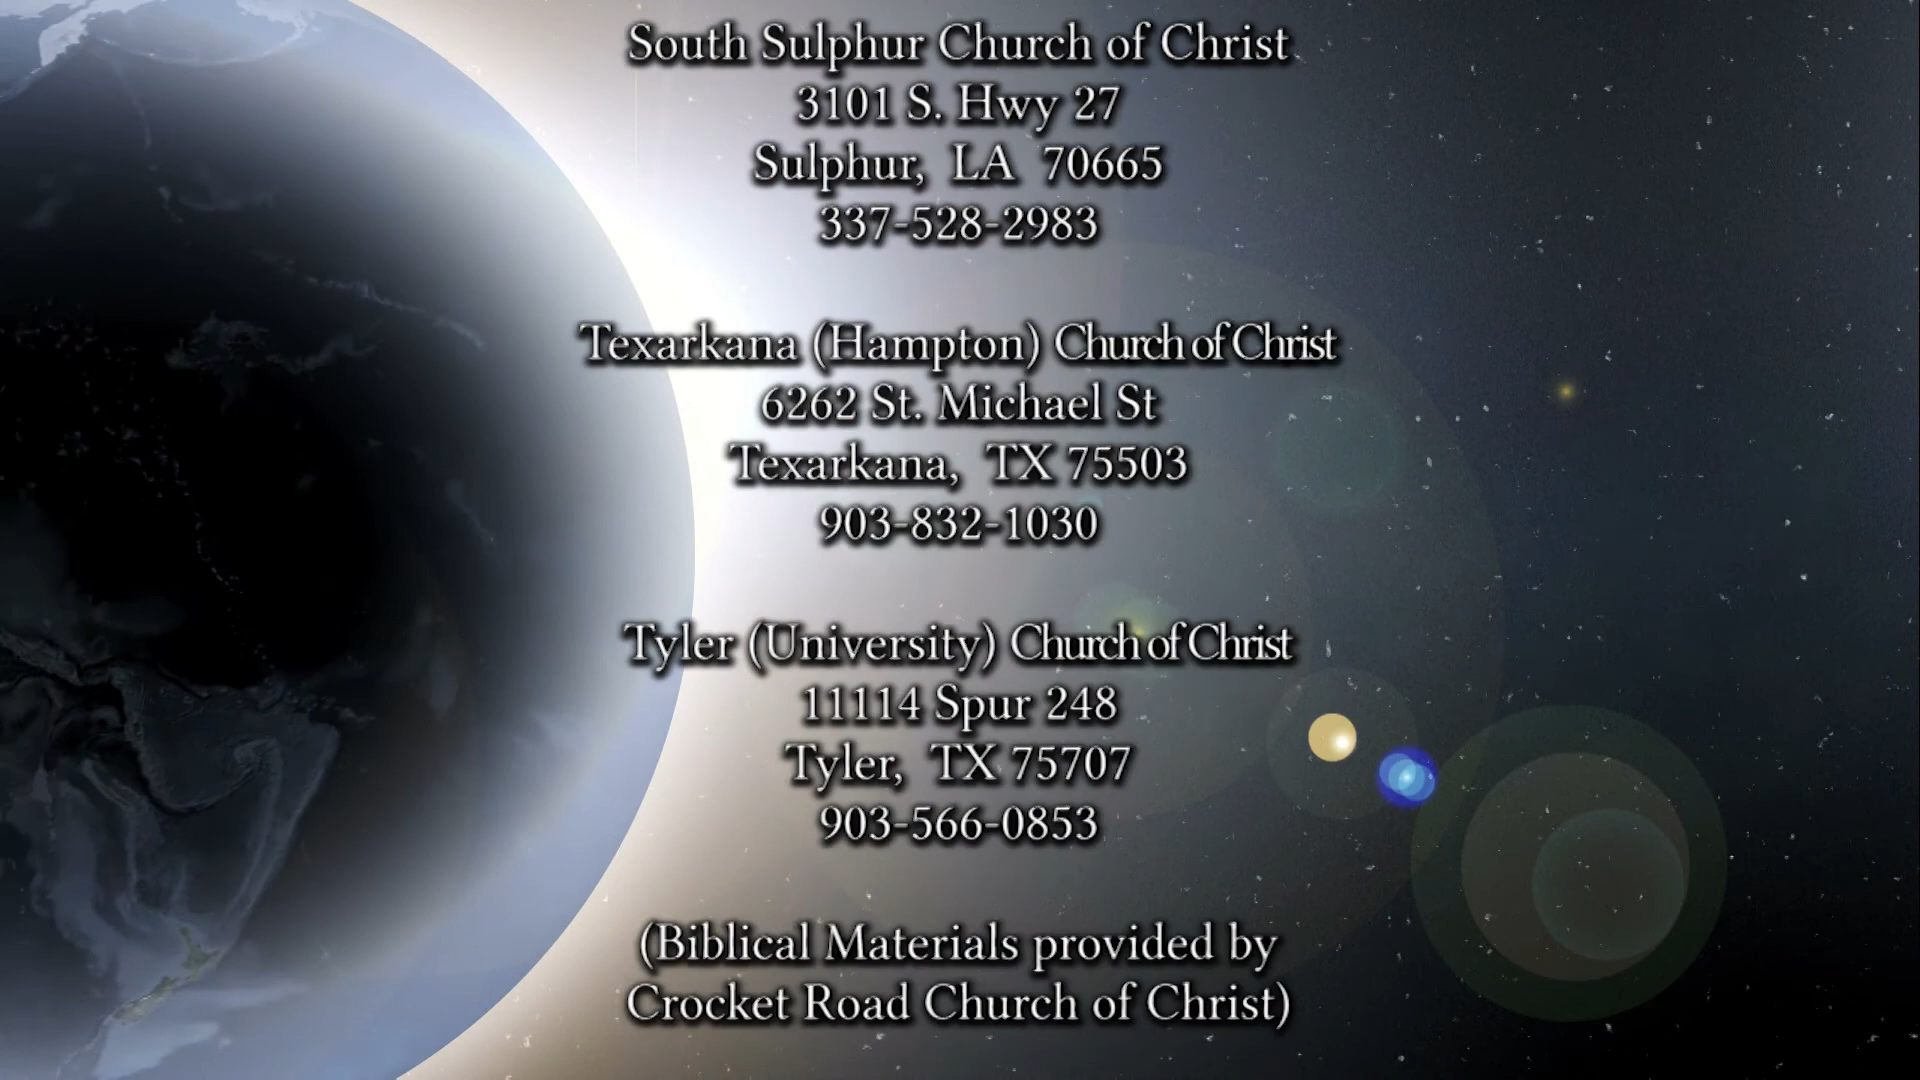 South Sulphur Church of Christ
3101 S. Hwy 27
Sulphur, LA 70665
337-528-2983
Texarkana (Hampton) Church of Christ
6262 St. Michael St
Texarkana, TX 75503
903-832-1030
Tyler (University) Church of Christ
11114 Spur 248
Tyler, TX 75707
903-566-0853
(Biblical Materials provided by
Crocket Road Church of Christ)